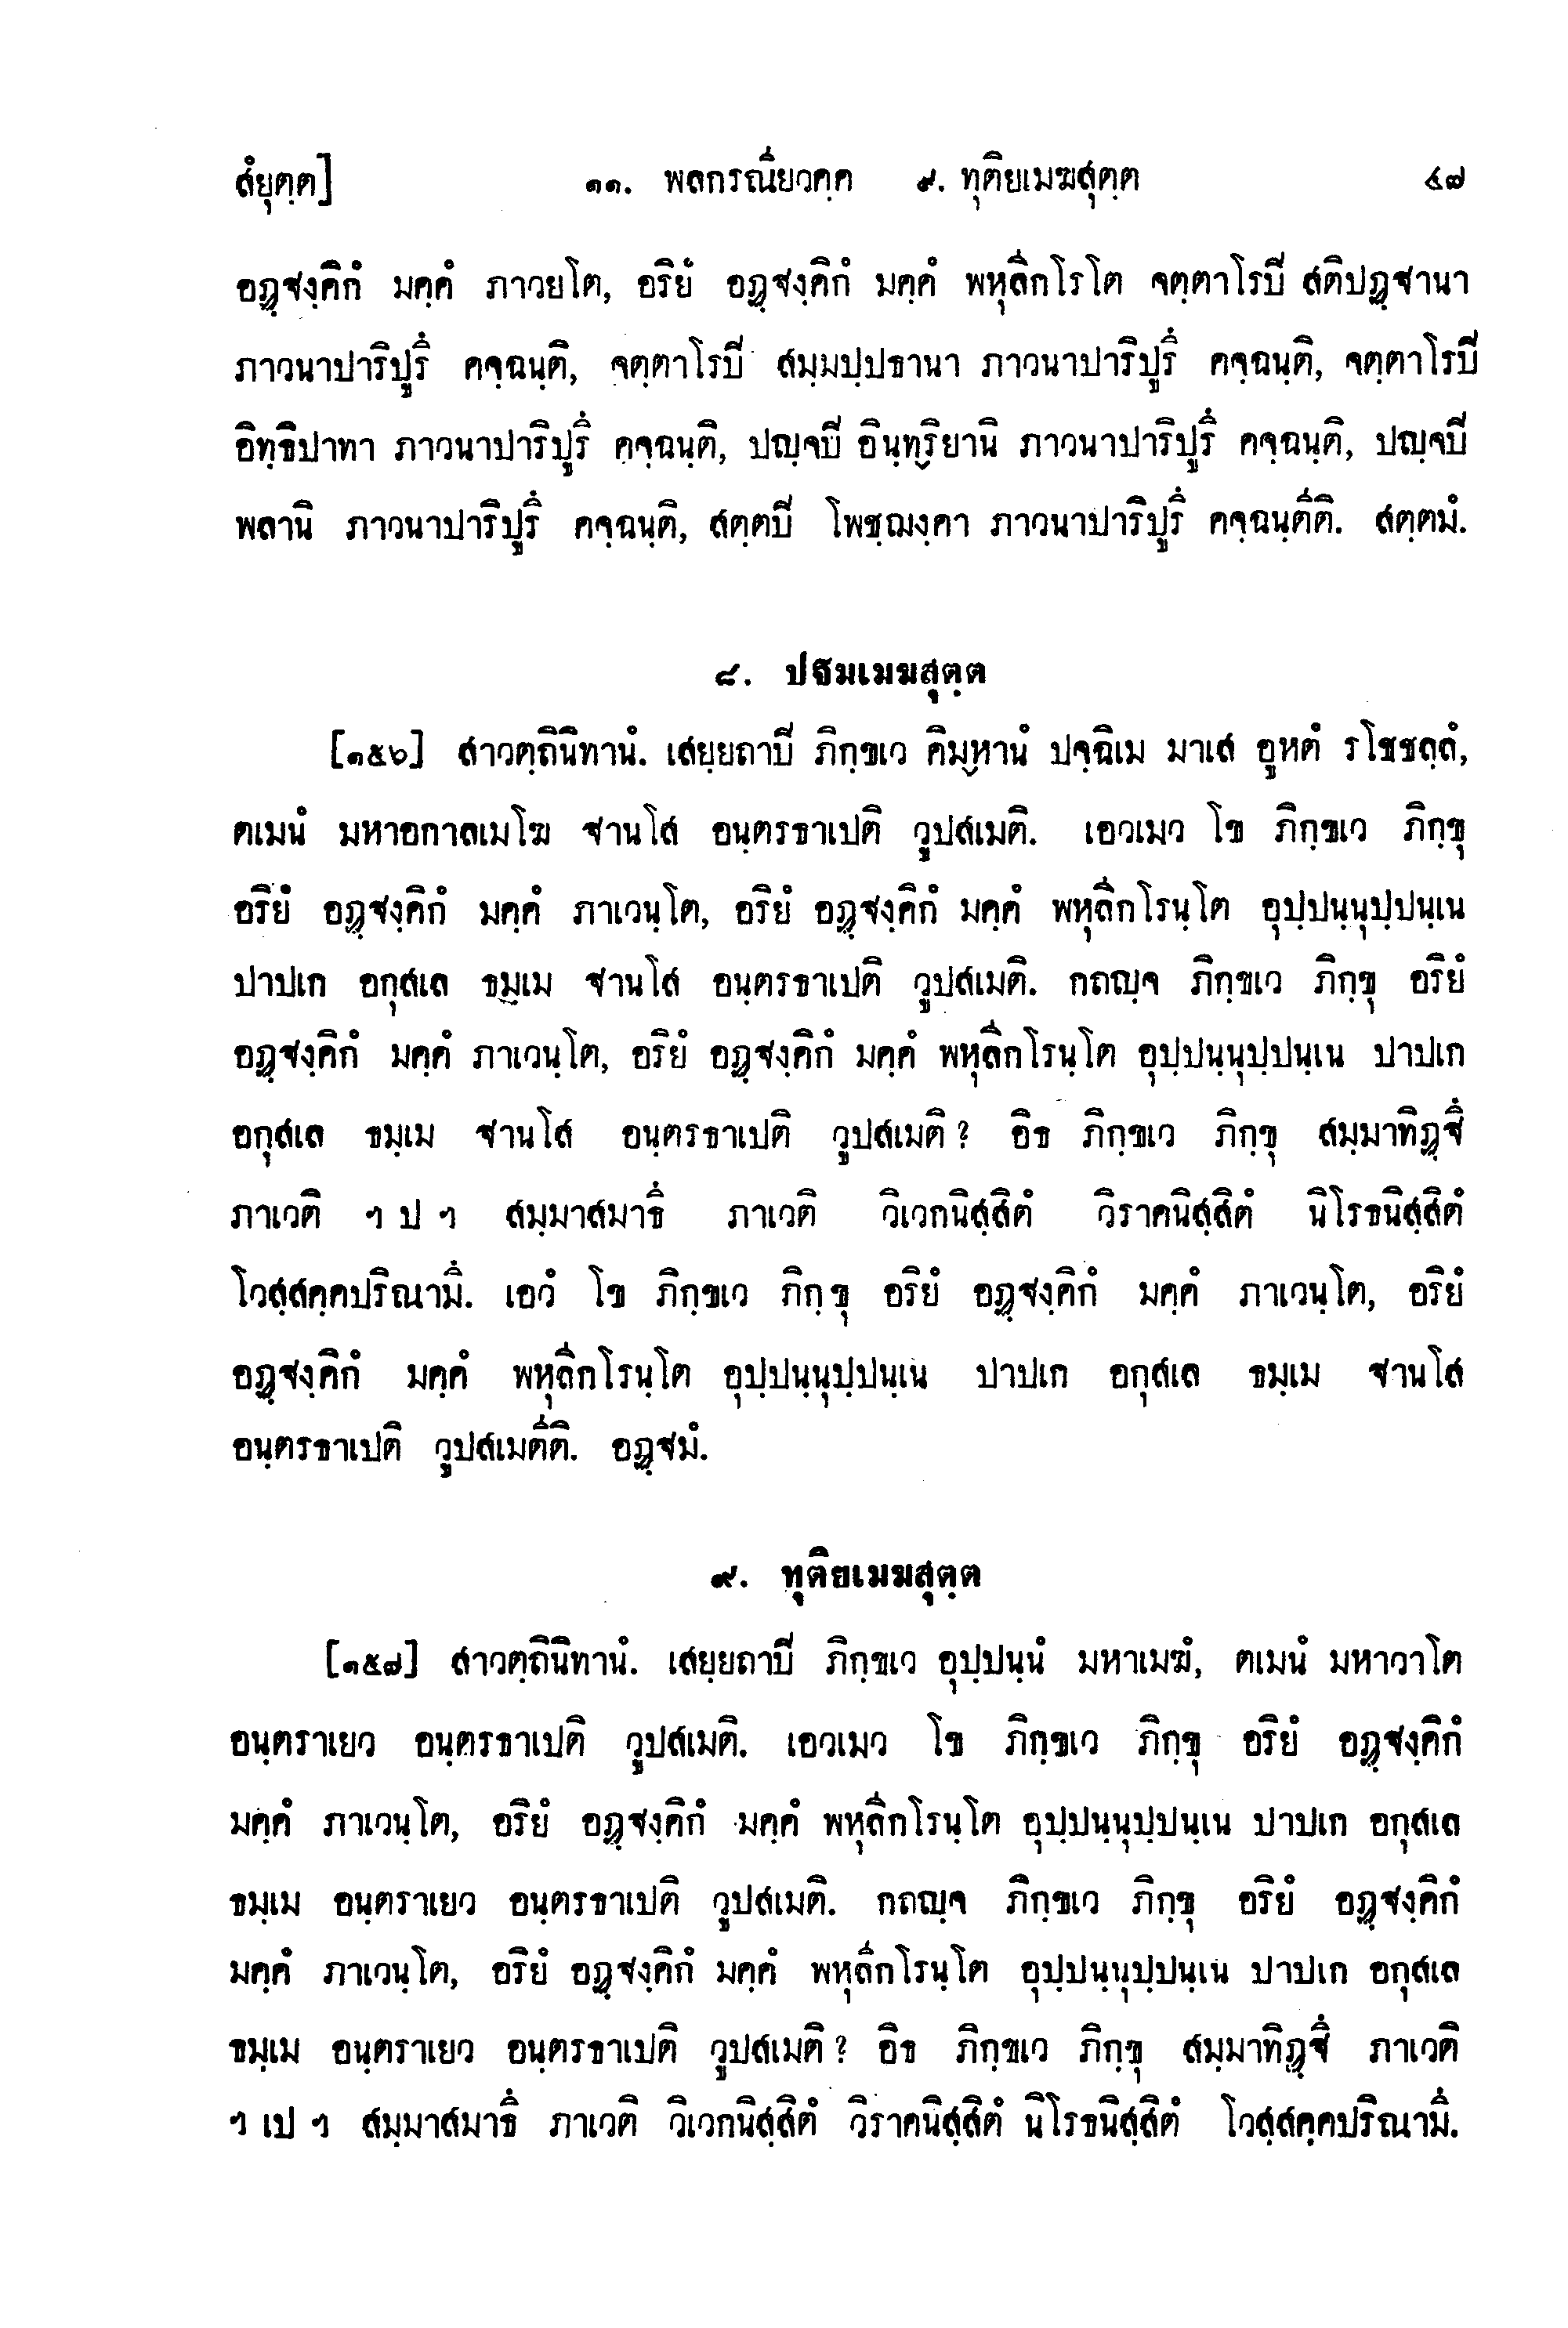 สํยุตฺต] ๑๑. พลกรณียวคฺค ๙. ทุติยเมฆสุตฺต ๔๗
อฏฺฐงฺคิกํ มคฺคํ ภาวยโต, อริยํ อฏฺฐงฺคิกํ มคฺคํ พหุลีกโรโต จตฺตาโรปี สติปฏฺฐานา
ภาวนาปาริปูรึ คจฺฉนฺติ, จตฺตาโรปี สมฺมปฺปธานา ภาวนาปาริปูรึ คจฺฉนฺติ, จตฺตาโรปี
อิทฺธิปาทา ภาวนาปาริปูรึ คจฺฉนฺติ, ปญฺจปี อินฺทฺริยานิ ภาวนาปาริปูรึ คจฺฉนฺติ, ปญฺจปี
พลานิ ภาวนาปาริปูรึ คจฺฉนฺติ, สตฺตปี โพชฺฌงฺคา ภาวนาปาริปูรึ คจฺฉนฺตีติ. สตฺตมํ.
๘. ปฐมเมฆสุตฺต
[๑๕๖] สาวตฺถินิทานํ. เสยฺยถาปี ภิกฺขเว คิมฺหานํ ปจฺฉิเม มาเส อูหตํ รโชชลฺลํ,
ตเมนํ มหาอกาลเมโฆ ฐานโส อนฺตรธาเปติ วูปสเมติ. เอวเมว โข ภิกฺขเว ภิกฺขุ
อริยํ อฏฺฐงฺคิกํ มคฺคํ ภาเวนฺโต, อริยํ อฏฺฐงฺคิกํ มคฺคํ พหุลีกโรนฺโต อุปฺปนฺนุปฺปนฺเน
ปาปเก อกุสเล ธมฺเม ฐานโส อนฺตรธาเปติ วูปสเมติ. กถญฺจ ภิกฺขเว ภิกฺขุ อริยํ
อฏฺฐงฺคิกํ มคฺคํ ภาเวนฺโต, อริยํ อฏฺฐงฺคิกํ มคฺคํ พหุลีกโรนฺโต อุปฺปนฺนุปฺปนฺเน ปาปเก
อกุสเล ธมฺเม ฐานโส อนฺตรธาเปติ วูปสเมติ? อิธ ภิกฺขเว ภิกฺขุ สมฺมาทิฏฺฐึ
ภาเวติ ฯ ป ฯ สมฺมาสมาธึ ภาเวติ วิเวกนิสฺสิตํ วิราคนิสฺสิตํ นิโรธนิสฺสิตํ
โวสฺสคฺคปริณามึ. เอวํ โข ภิกฺขเว ภิกฺขุ อริยํ อฏฺฐงฺคิกํ มคฺคํ ภาเวนฺโต, อริยํ
อฏฺฐงฺคิกํ มคฺคํ พหุลีกโรนฺโต อุปฺปนฺนุปฺปนฺเน ปาปเก อกุสเล ธมฺเม ฐานโส
อนฺตรธาเปติ วูปสเมตีติ. อฏฺฐมํ.
๙. ทุติยเมฆสุตฺต
[๑๕๗] สาวตฺถินิทานํ. เสยฺยถาปี ภิกฺขเว อุปฺปนฺนํ มหาเมฆํ, ตเมนํ มหาวาโต
อนฺตราเยว อนฺตรธาเปติ วูปสเมติ. เอวเมว โข ภิกฺขเว ภิกฺขุ อริยํ อฏฺฐงฺคิกํ
มคฺคํ ภาเวนฺโต, อริยํ อฏฺฐงฺคิกํ มคฺคํ พหุลีกโรนฺโต อุปฺปนฺนุปฺปนฺเน ปาปเก อกุสเล
ธมฺเม อนฺตราเยว อนฺตรธาเปติ วูปสเมติ. กถญฺจ ภิกฺขเว ภิกฺขุ อริยํ อฏฺฐงฺคิกํ
มคฺคํ ภาเวนฺโต, อริยํ อฏฺฐงฺคิกํ มคฺคํ พหุลีกโรนฺโต อุปฺปนฺนุปฺปนฺเน ปาปเก อกุสเล
ธมฺเม อนฺตราเยว อนฺตรธาเปติ วูปสเมติ? อิธ ภิกฺขเว ภิกฺขุ สมฺมาทิฏฺฐึ ภาเวติ
ฯ เป ฯ สมฺมาสมาธึ ภาเวติ วิเวกนิสฺสิตํ วิราคนิสฺสิตํ นิโรธนิสฺสิตํ โวสฺสคฺคปริณามึ.